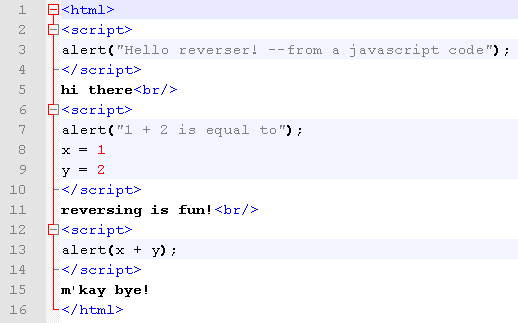 1 <html>
2 <script>
3 alert("Hello reverser! --from a javascript code");
4 </script>
5 hi there<br/>
6 <script>
7 alert("1 + 2 is equal to");
8 x = 1
9 y = 2
10 </script>
11 reversing is fun!<br/>
12 <script>
13 alert(x + y);
14 </script>
15 m'kay bye!
16 </html>